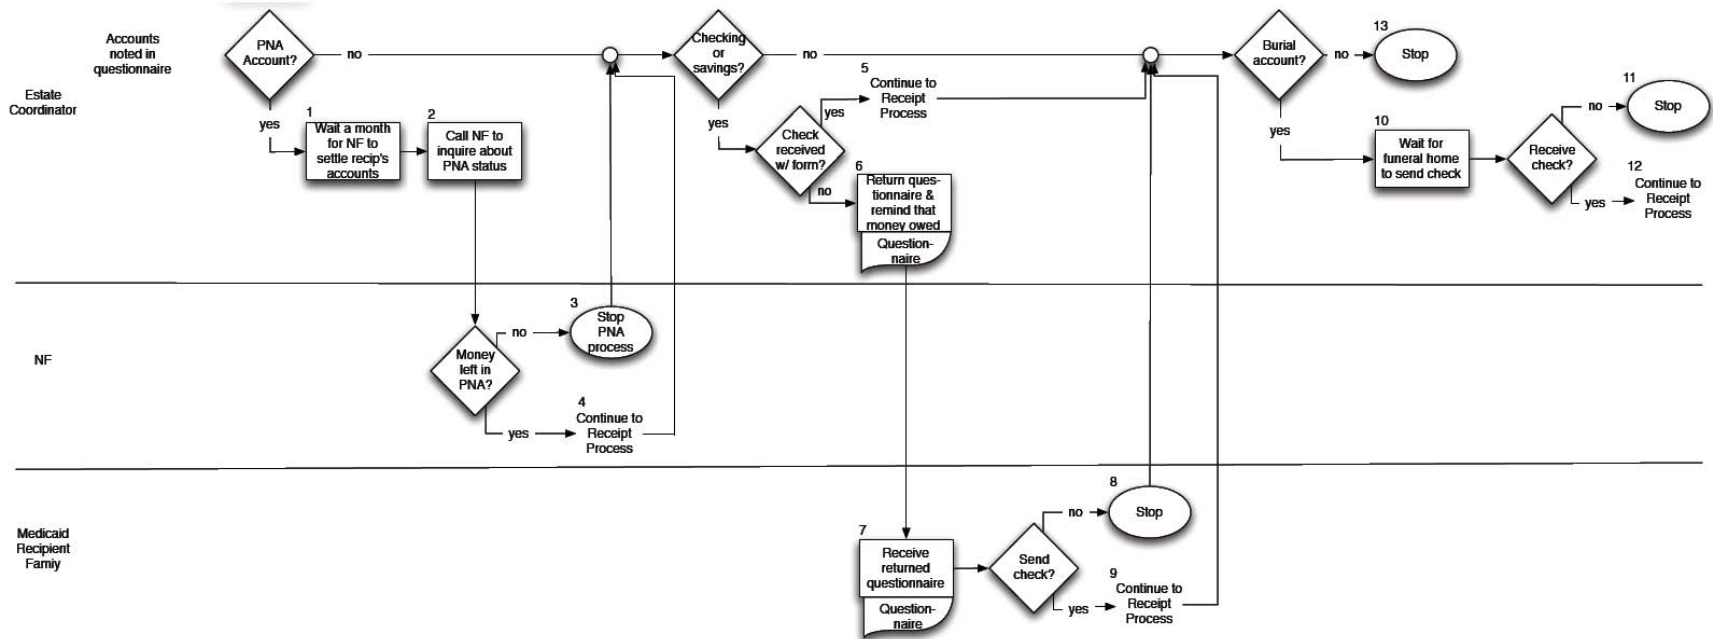 Accounts
noted in
questionnaire
Estate
Coordinator
PNA
Account?
no
yes
1
Wait a month
for NF to
settle recip's
accounts
2
Call NF to
inquire about
PNA status
Checking
or
savings?
no
yes
Check
received
w/ form?
yes
5
Continue to
Receipt
Process
no
6
Return ques-
tionnaire &
remind that
money owed
Question-
naire
Burial
account?
no
13
Stop
yes
10
Wait for
funeral home
to send check
Receive
check?
no
11
Stop
yes
12
Continue to
Receipt
Process
NF
Money
left in
PNA?
no
3
Stop
PNA
process
yes
4
Continue to
Receipt
Process
Medicaid
Recipient
Famiy
7
Receive
returned
questionnaire
Question-
naire
Send
check?
no
8
Stop
yes
9
Continue to
Receipt
Process